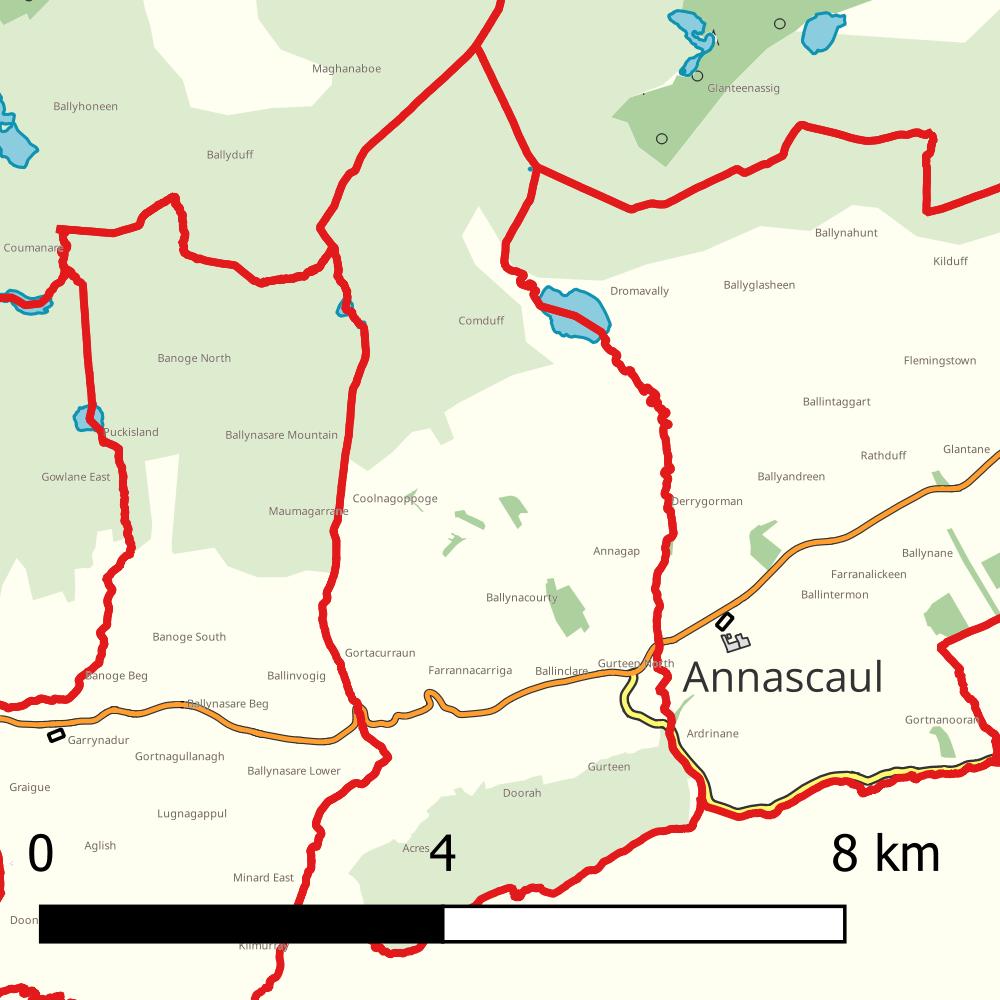 Maghanaboe
Glanteenassig
Ballyhoneen
Ballyduff
Ballynahunt
Coumanare
Kilduff
Ballyglasheen
Dromavally
Comduff
Banoge North
Flemingstown
Ballintaggart
Puckisland
Ballynasare Mountain
Glantane
Rathduff
Gowlane East
Ballyandreen
Coolnagoppoge
Derrygorman
Maumagarrane
Annagap
Ballynane
Farranalickeen
Ballintermon
Ballynacourty
Banoge South
Gortacurraun
Gurteen North
Farrannacarriga
Ballinclare
Banoge Beg
Ballinvogig
Annascaul
Ballynasare Beg
Gortnanooran
Ardrinane
Garrynadur
Gortnagullanagh
Gurteen
Ballynasare Lower
Graigue
Doorah
Lugnagappul
Aglish
Acres
0 4 8 km
Minard East
Doon
Kilmurray